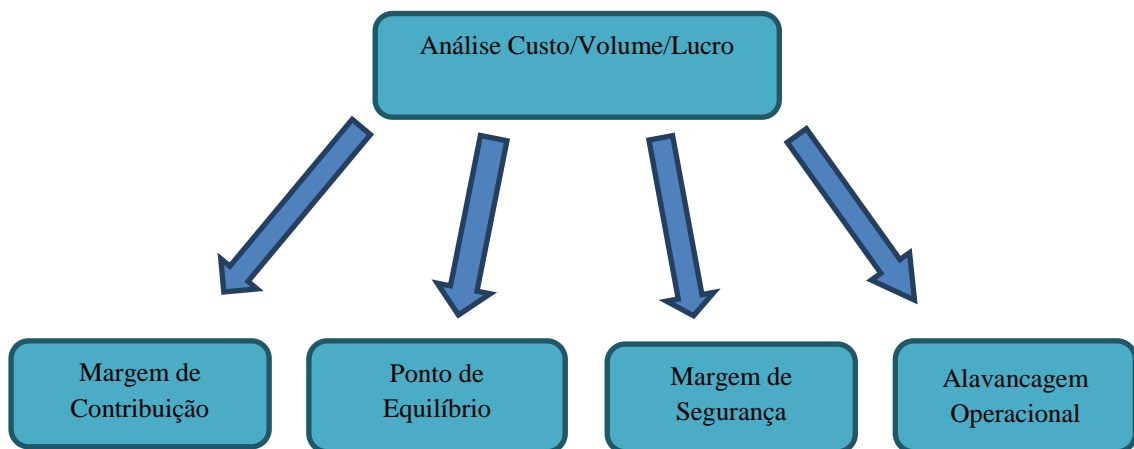 Análise Custo/Volume/Lucro
Margem de
Contribuição
Ponto de
Equilíbrio
Margem de
Segurança
Alavancagem
Operacional